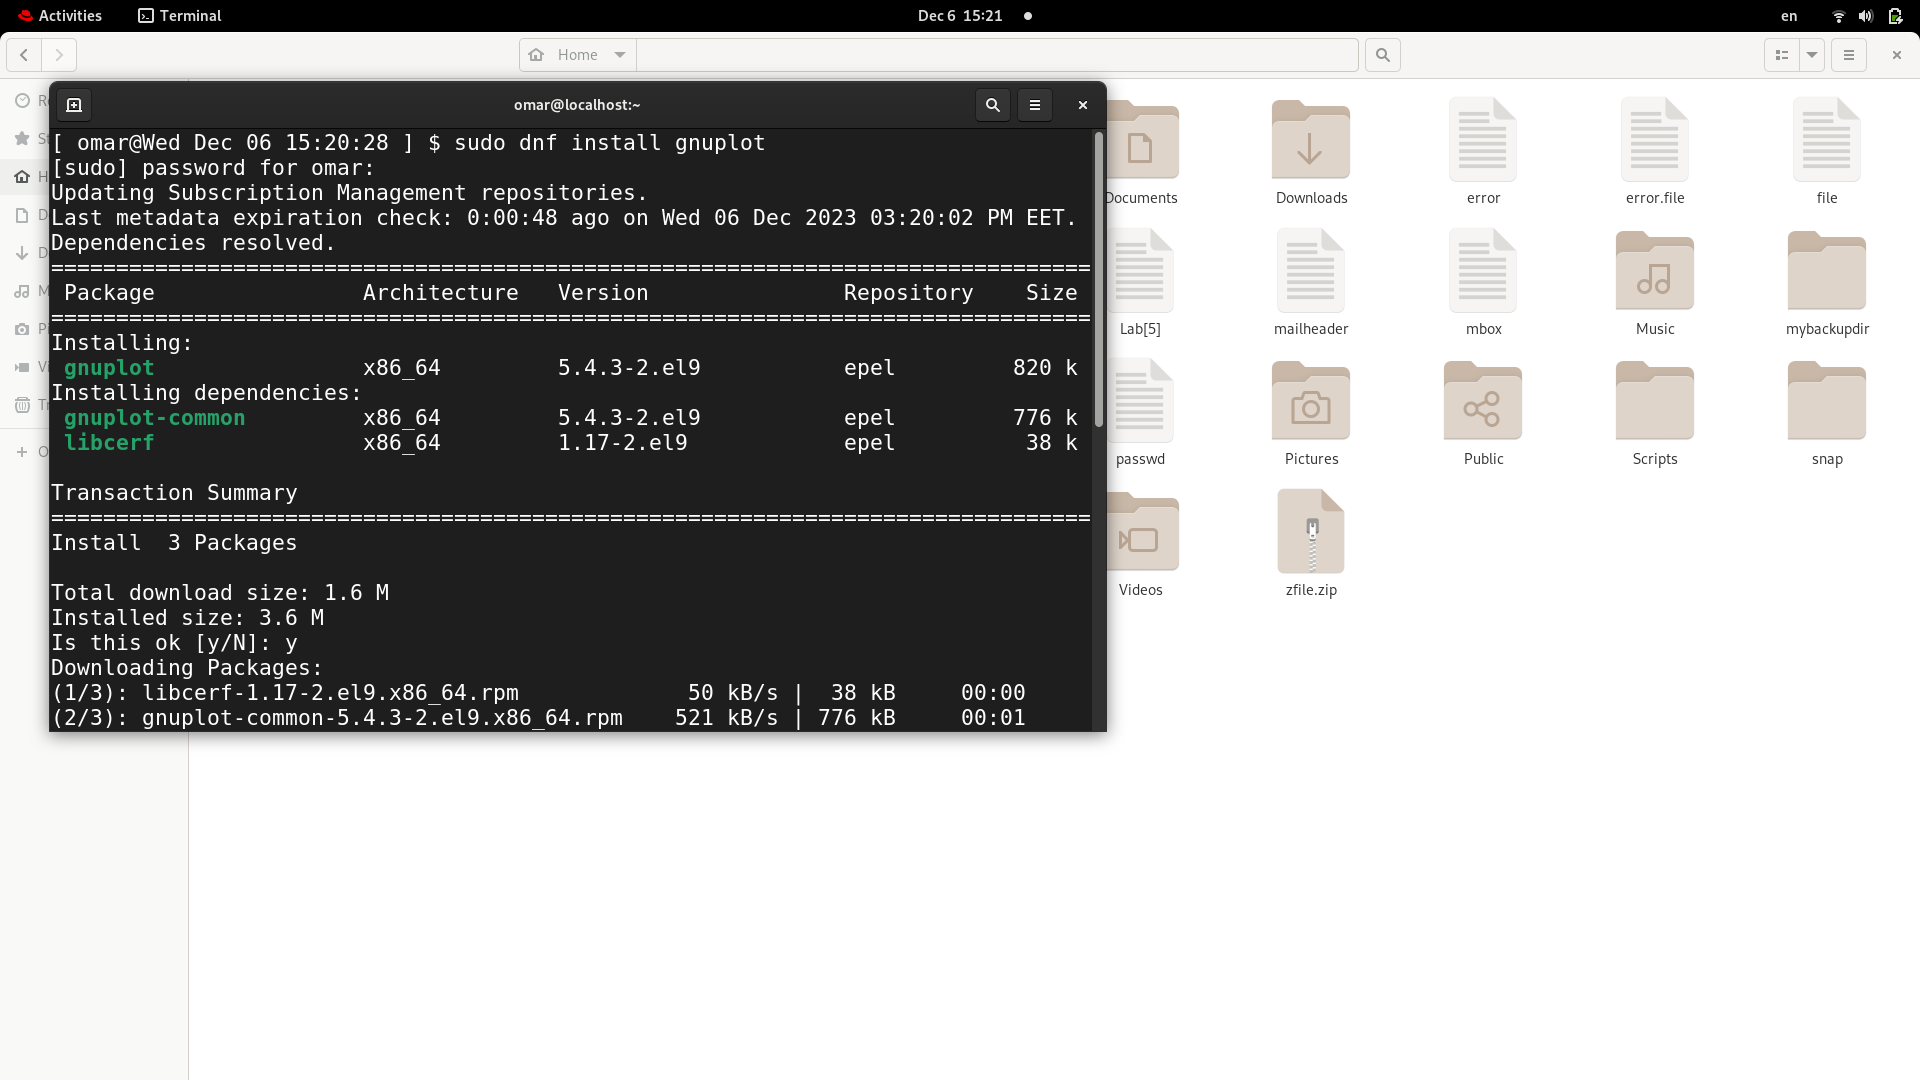 Activities
Terminal
Dec 6 15:21
en
Home
omar@localhost:~
[ omar@Wed Dec 06 15:20:28 ] $ sudo dnf install gnuplot
[sudo] password for omar:
Updating Subscription Management repositories.
Last metadata expiration check: 0:00:48 ago on Wed 06 Dec 2023 03:20:02 PM EET.
Dependencies resolved.
================================================================================
Package Architecture Version Repository Size
================================================================================
Installing:
gnuplot x86_64 5.4.3-2.el9 epel 820 k
Installing dependencies:
gnuplot-common x86_64 5.4.3-2.el9 epel 776 k
libcerf x86_64 1.17-2.el9 epel 38 k
Transaction Summary
================================================================================
Install 3 Packages
Total download size: 1.6 M
Installed size: 3.6 M
Is this ok [y/N]: y
Downloading Packages:
(1/3): libcerf-1.17-2.el9.x86_64.rpm 50 kB/s | 38 kB 00:00
(2/3): gnuplot-common-5.4.3-2.el9.x86_64.rpm 521 kB/s | 776 kB 00:01
Documents Downloads error error.file file
Lab[5] mailheader mbox Music mybackupdir
passwd Pictures Public Scripts snap
Videos zfile.zip